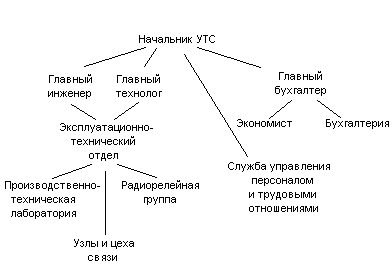 Начальник УТС
Главный
инженер
Главный
технолог
Главный
бухгалтер
Эксплуатационно-
технический
отдел
Экономист
Бухгалтерия
Служба управления
персоналом
и трудовыми
отношениями
Производственно-
техническая
лаборатория
Радиорелейная
группа
Узлы и цеха
связи